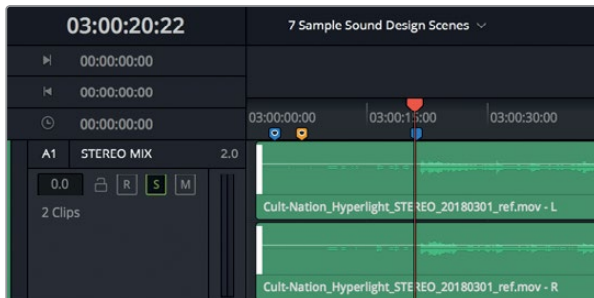 03:00:20:22
7 Sample Sound Design Scenes
00:00:00:00
00:00:00:00
00:00:00:00
03:00:00:00 03:00:15:00 03:00:30:00
A1 STEREO MIX 2.0
0.0 R S M
2 Clips
Cult-Nation_Hyperlight_STEREO_20180301_ref.mov - L
Cult-Nation_Hyperlight_STEREO_20180301_ref.mov - R